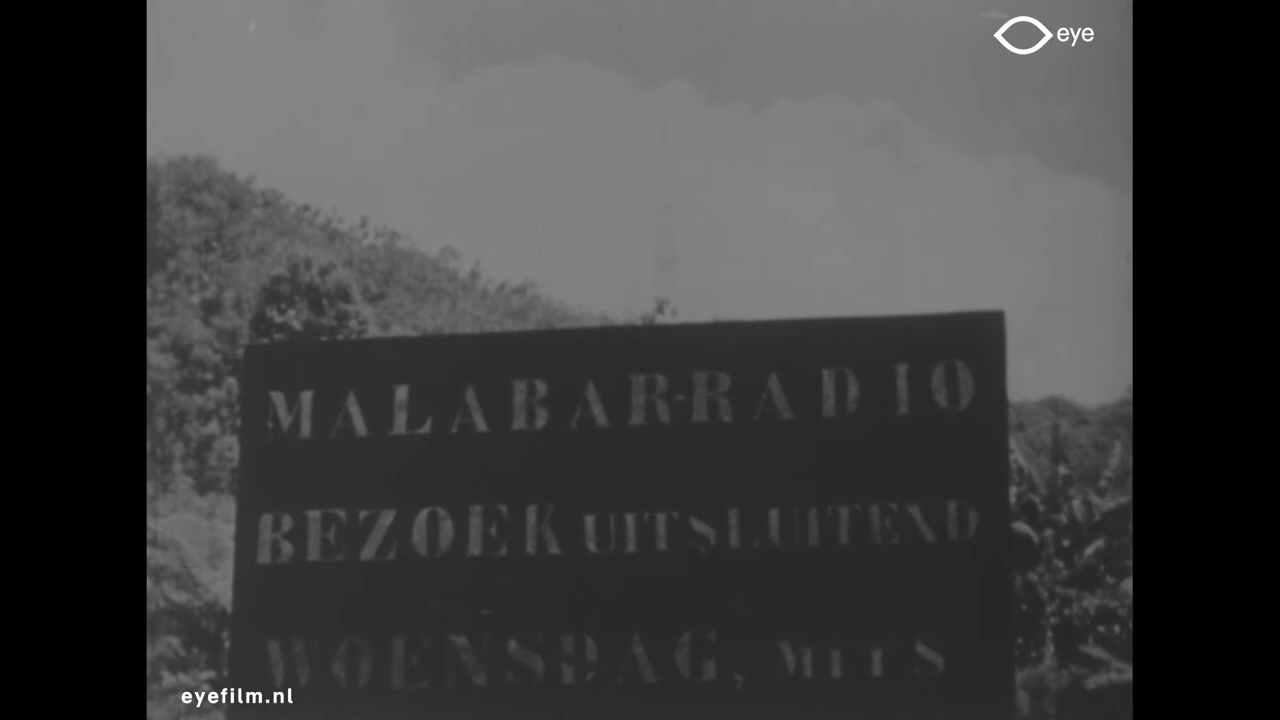 eye
MALABAR-RADIO
BEZOEK UITSLUITEND
WOENSDAG, MITS
eyefilm.nl